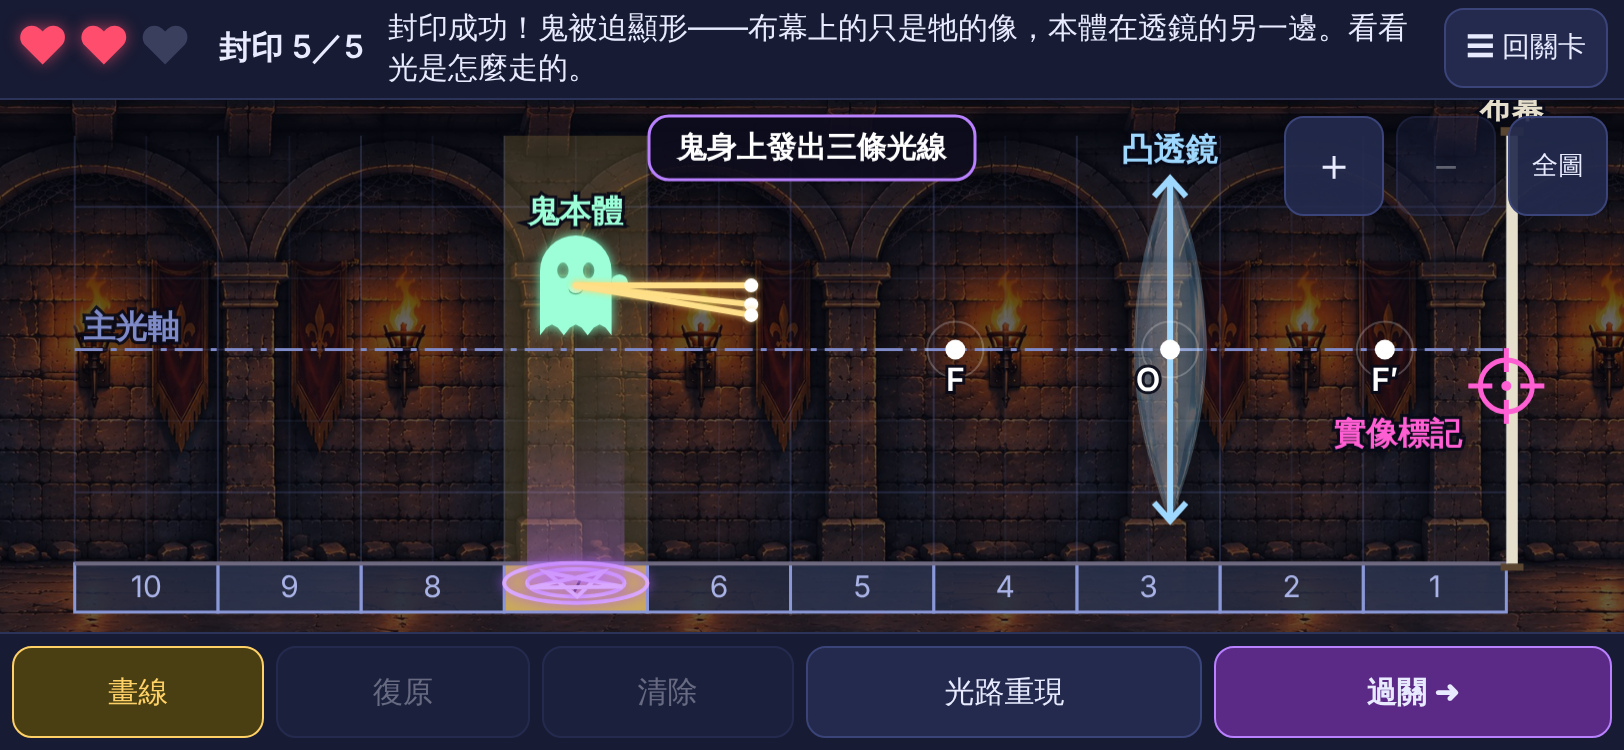 封印 5／5
封印成功！鬼被迫顯形——布幕上的只是牠的像，本體在透鏡的另一邊。看看
光是怎麼走的。
☰ 回關卡
布幕
鬼身上發出三條光線
凸透鏡
+
−
全圖
鬼本體
主光軸
F
O
F′
實像標記
10
9
8
6
5
4
3
2
1
畫線
復原
清除
光路重現
過關 ➜